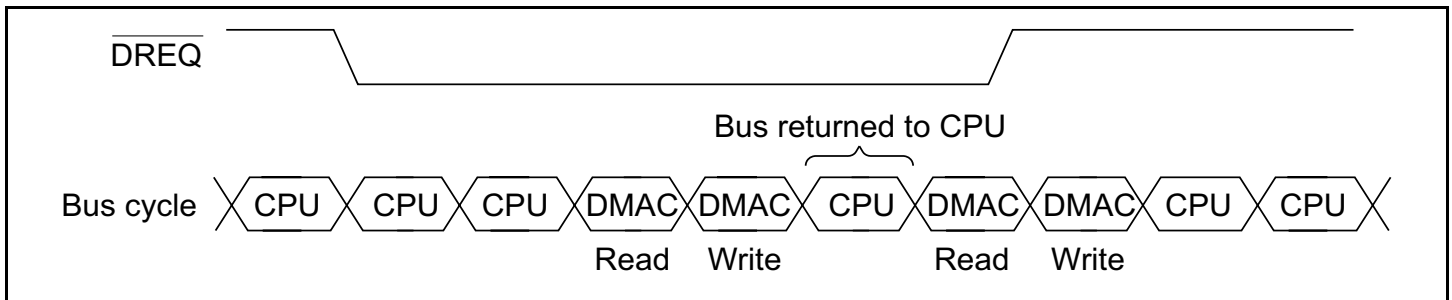 DREQ
Bus returned to CPU
Bus cycle CPU CPU CPU DMAC DMAC CPU DMAC DMAC CPU CPU
Read Write Read Write